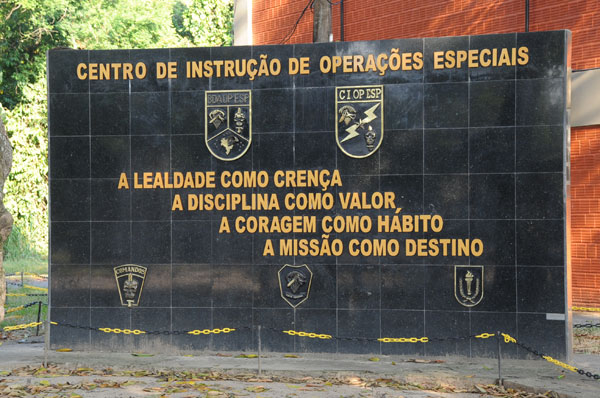 CENTRO DE INSTRUÇÃO DE OPERAÇÕES ESPECIAIS
BDAOPESP
CIOPESP
A LEALDADE COMO CRENÇA
A DISCIPLINA COMO VALOR
A CORAGEM COMO HÁBITO
A MISSÃO COMO DESTINO
COMANDOS